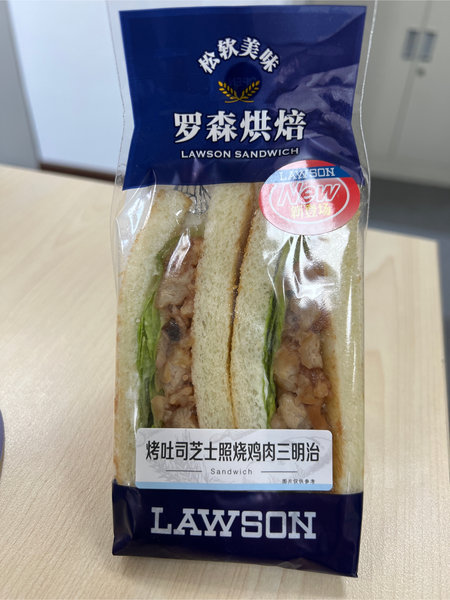 松软美味
罗森烘焙
LAWSON SANDWICH
LAWSON
New
新登场
烤吐司芝士照烧鸡肉三明治
Sandwich
图片仅供参考
LAWSON